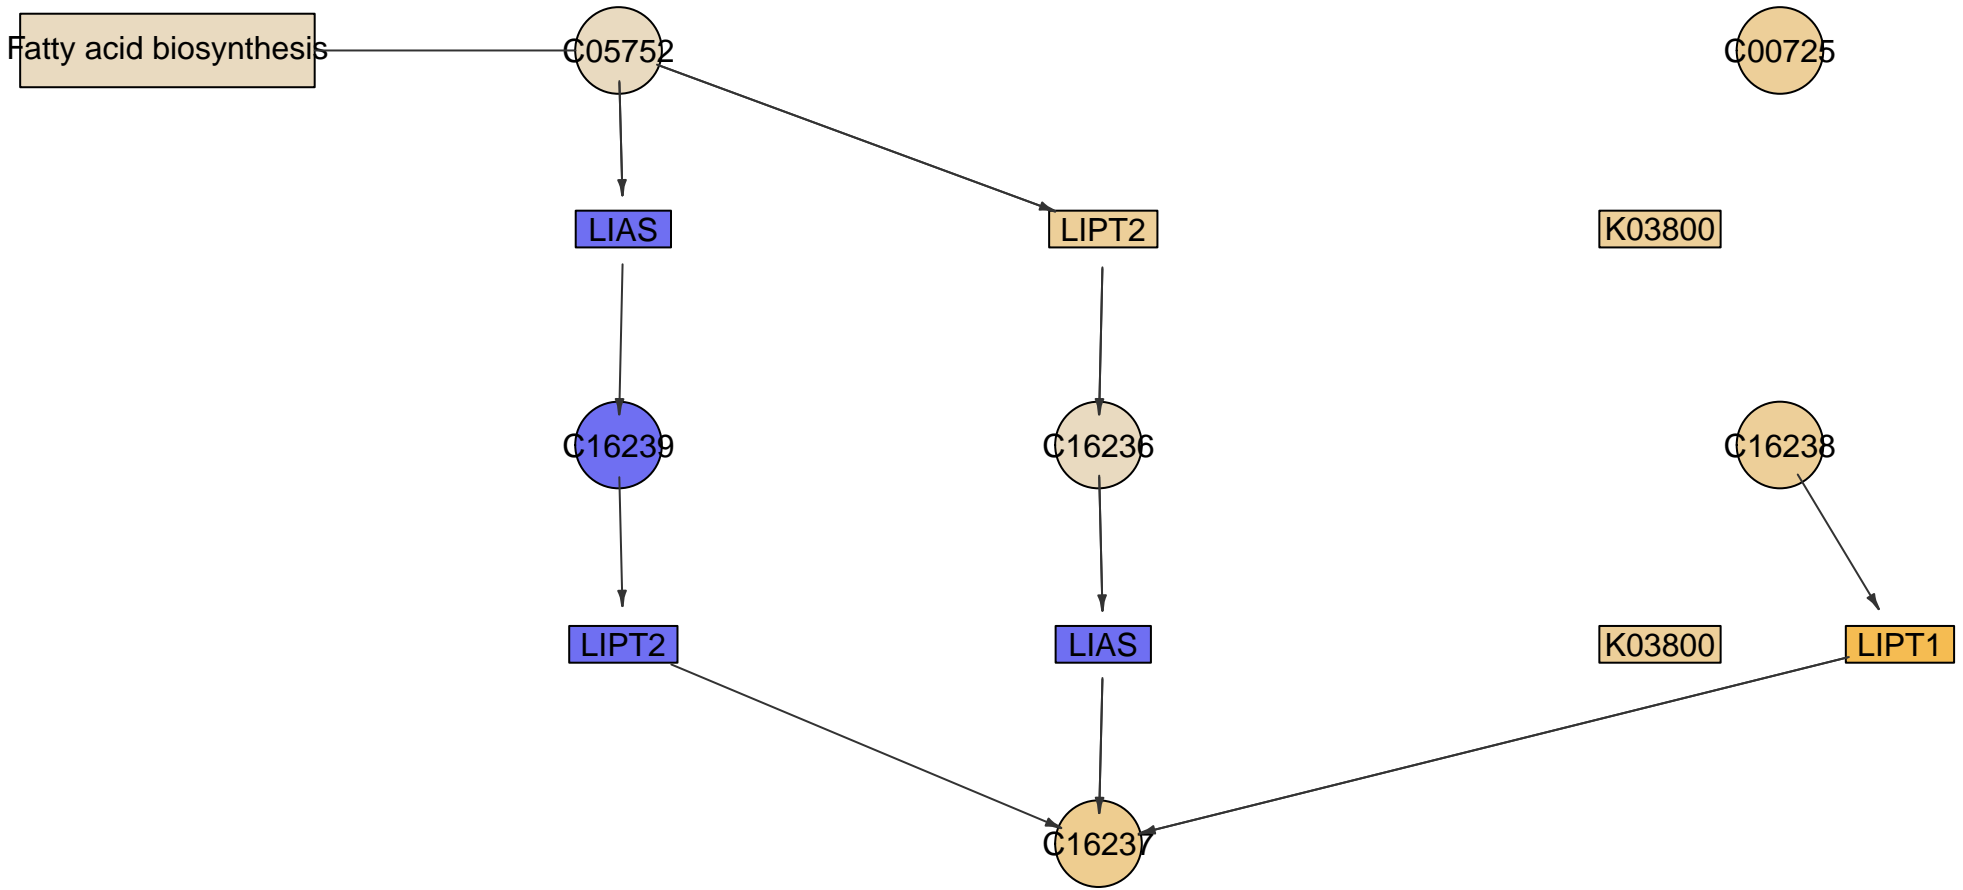 Fatty acid biosynthesis
C05752
C00725
LIAS
LIPT2
K03800
C16239
C16236
C16238
LIPT2
LIAS
K03800
LIPT1
C16237